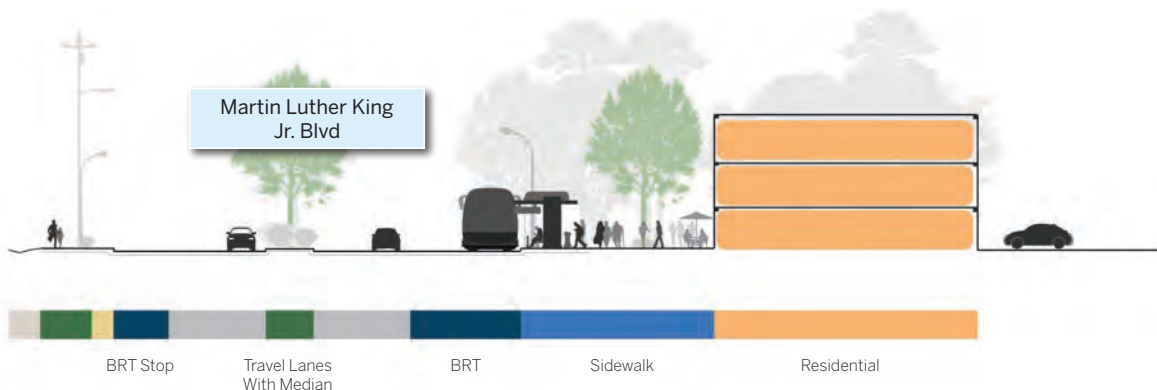 Martin Luther King
Jr. Blvd
BRT Stop
Travel Lanes
With Median
BRT
Sidewalk
Residential